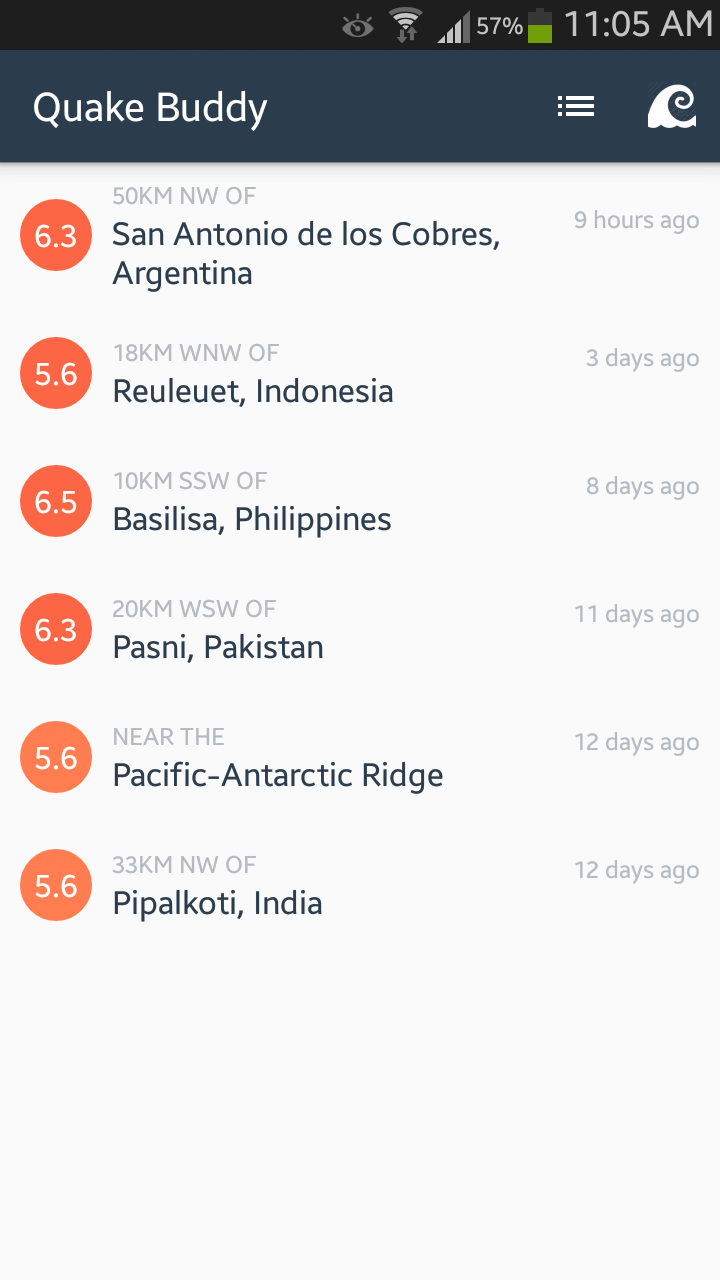 57% 11:05 AM
Quake Buddy
50KM NW OF
6.3 San Antonio de los Cobres, 9 hours ago
Argentina
18KM WNW OF
5.6 Reuleuet, Indonesia 3 days ago
10KM SSW OF
6.5 Basilisa, Philippines 8 days ago
20KM WSW OF
6.3 Pasni, Pakistan 11 days ago
NEAR THE
5.6 Pacific-Antarctic Ridge 12 days ago
33KM NW OF
5.6 Pipalkoti, India 12 days ago